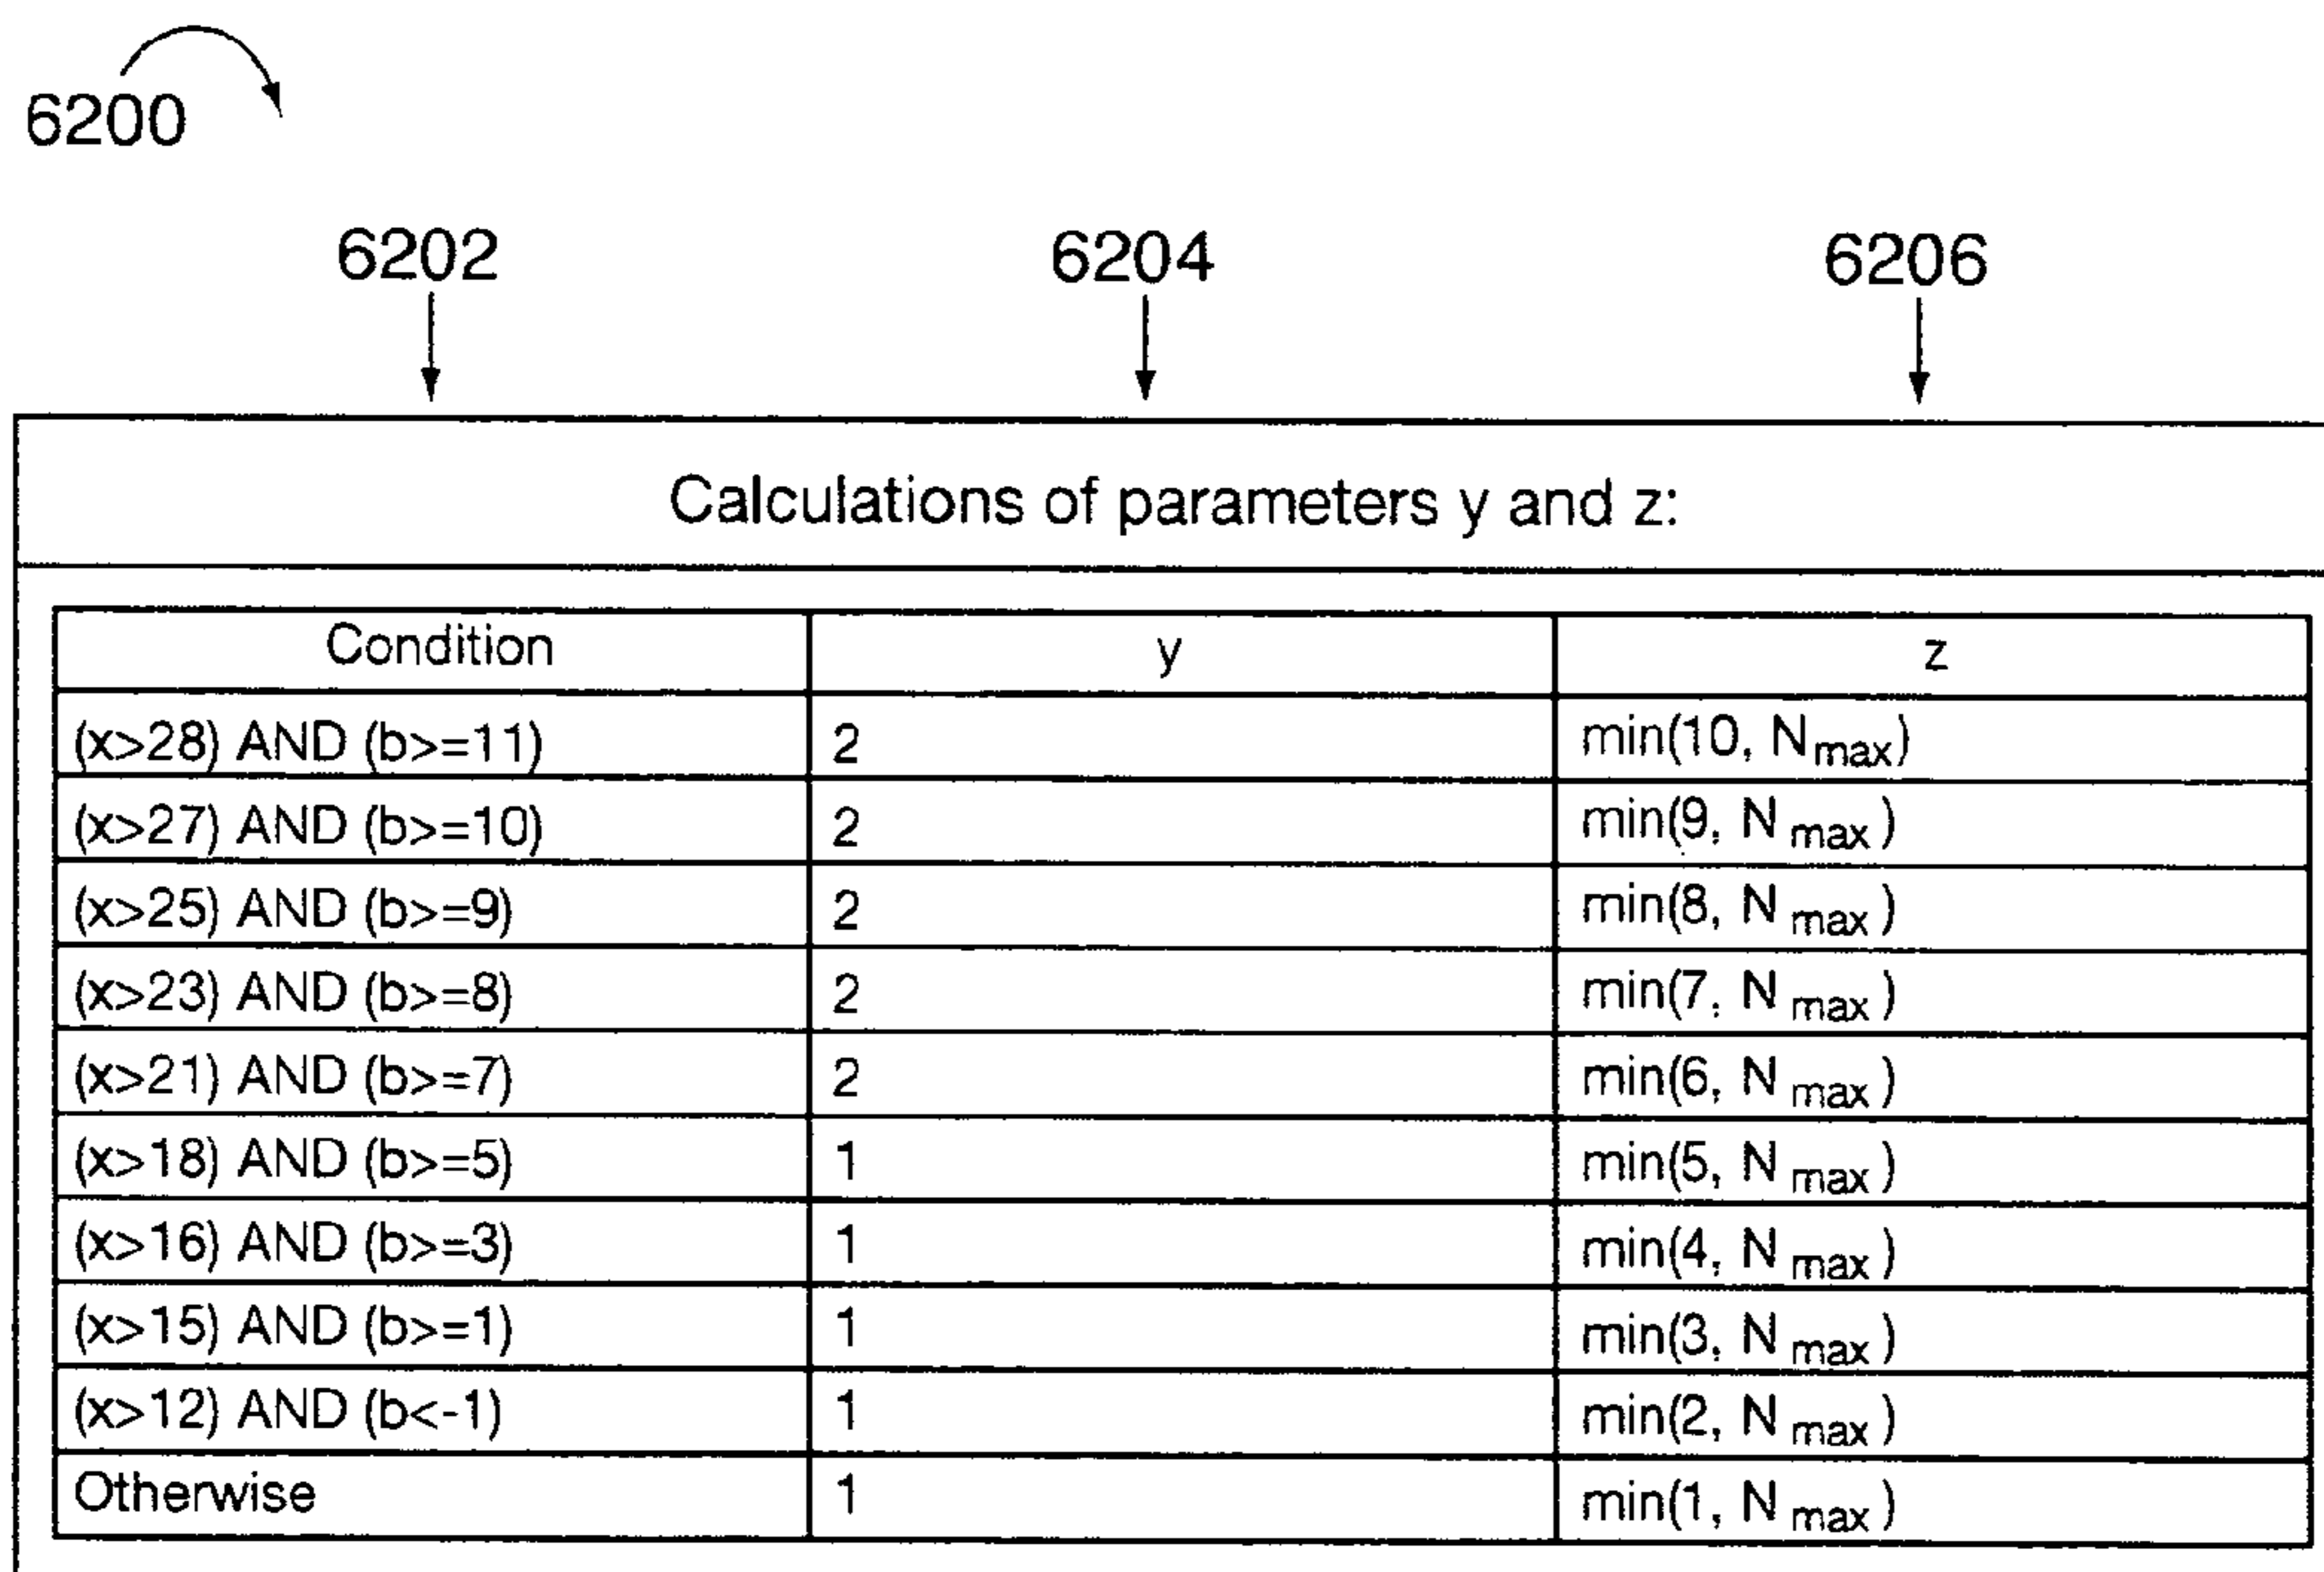 6200
6202 6204 6206
Calculations of parameters y and z:
Condition y z
(x>28) AND (b>=11) 2 min(10, Nmax)
(x>27) AND (b>=10) 2 min(9, N max )
(x>25) AND (b>=9) 2 min(8, N max )
(x>23) AND (b>=8) 2 min(7, N max )
(x>21) AND (b>=7) 2 min(6, N max )
(x>18) AND (b>=5) 1 min(5, N max )
(x>16) AND (b>=3) 1 min(4, N max )
(x>15) AND (b>=1) 1 min(3, N max )
(x>12) AND (b<-1) 1 min(2, N max )
Otherwise 1 min(1, N max )